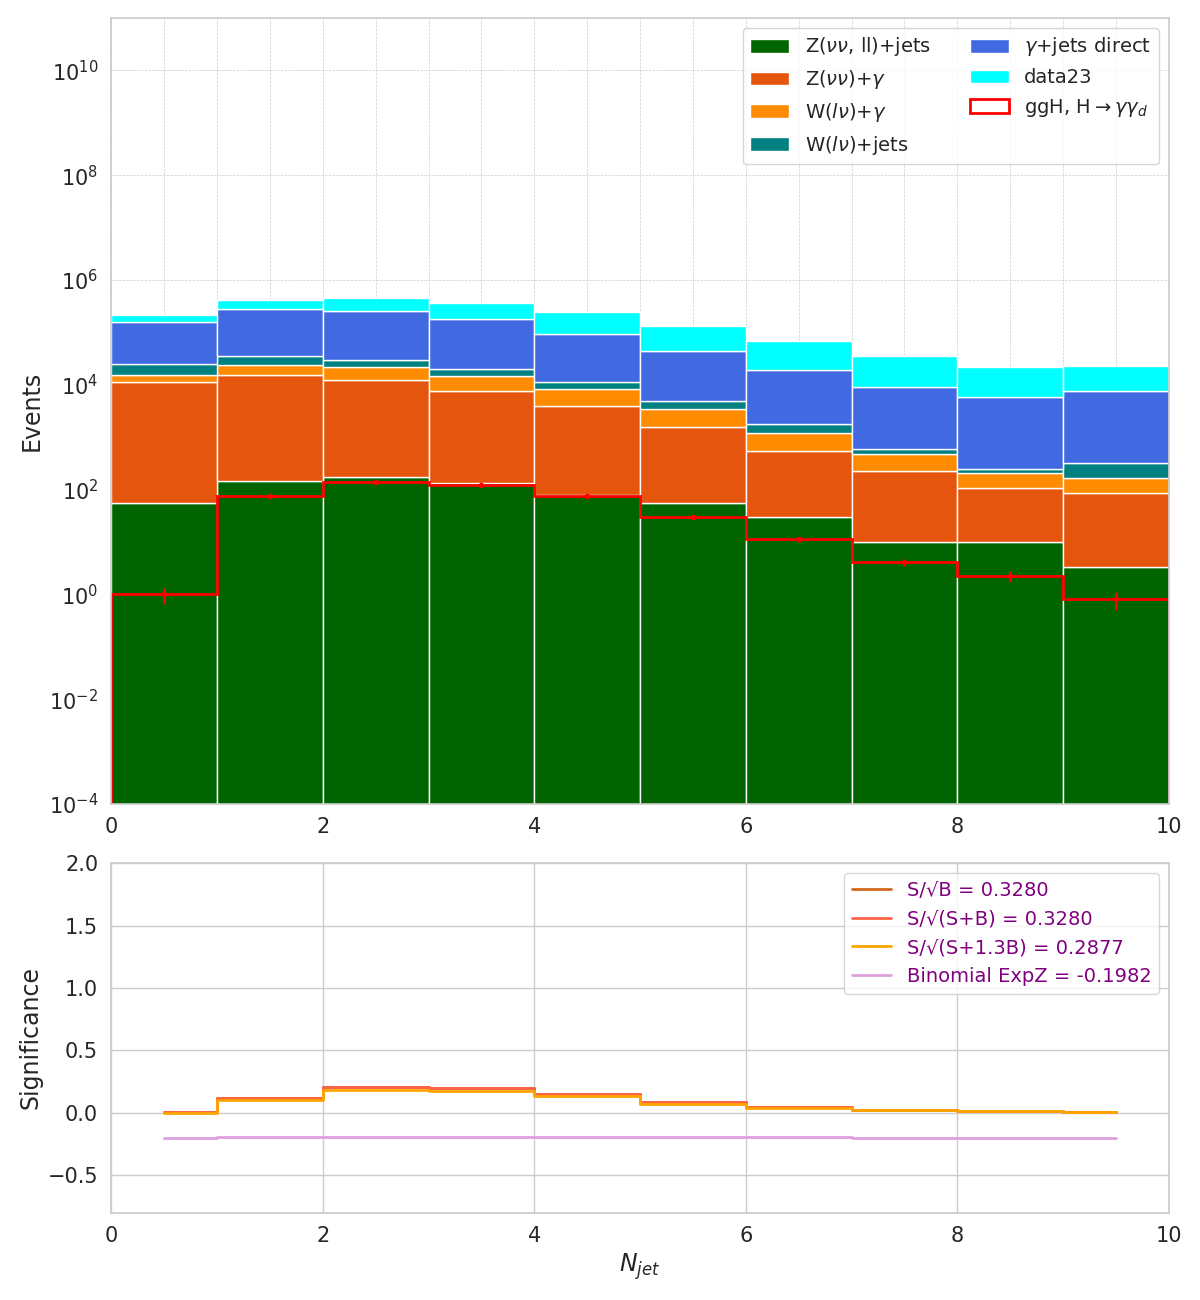 Z(νν, ll)+jets
Z(νν)+γ
W(lν)+γ
W(lν)+jets
γ+jets direct
data23
ggH, H→γγ_d
10^10
10^8
10^6
10^4
10^2
10^0
10^−2
10^−4
Events
0 2 4 6 8 10
S/√B = 0.3280
S/√(S+B) = 0.3280
S/√(S+1.3B) = 0.2877
Binomial ExpZ = -0.1982
2.0
1.5
1.0
0.5
0.0
−0.5
Significance
0 2 4 6 8 10
N_jet